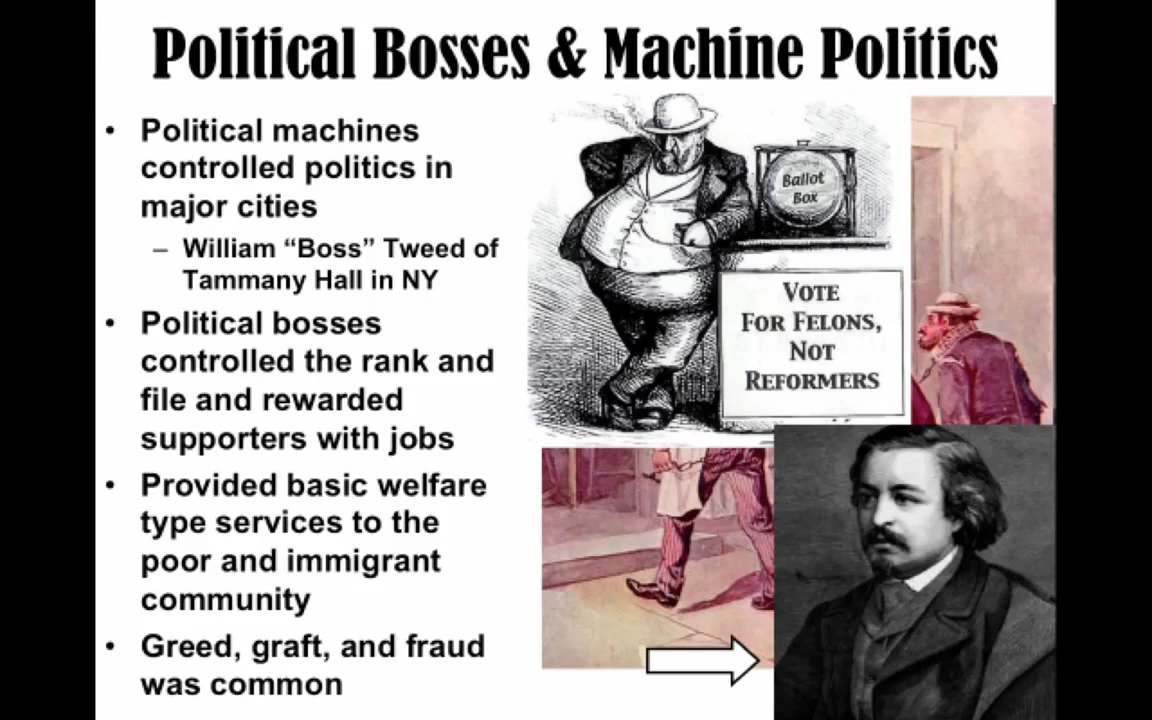 Political Bosses & Machine Politics
• Political machines
controlled politics in
major cities
– William “Boss” Tweed of
Tammany Hall in NY
• Political bosses
controlled the rank and
file and rewarded
supporters with jobs
• Provided basic welfare
type services to the
poor and immigrant
community
• Greed, graft, and fraud
was common
Ballot
Box
VOTE
FOR FELONS,
NOT
REFORMERS